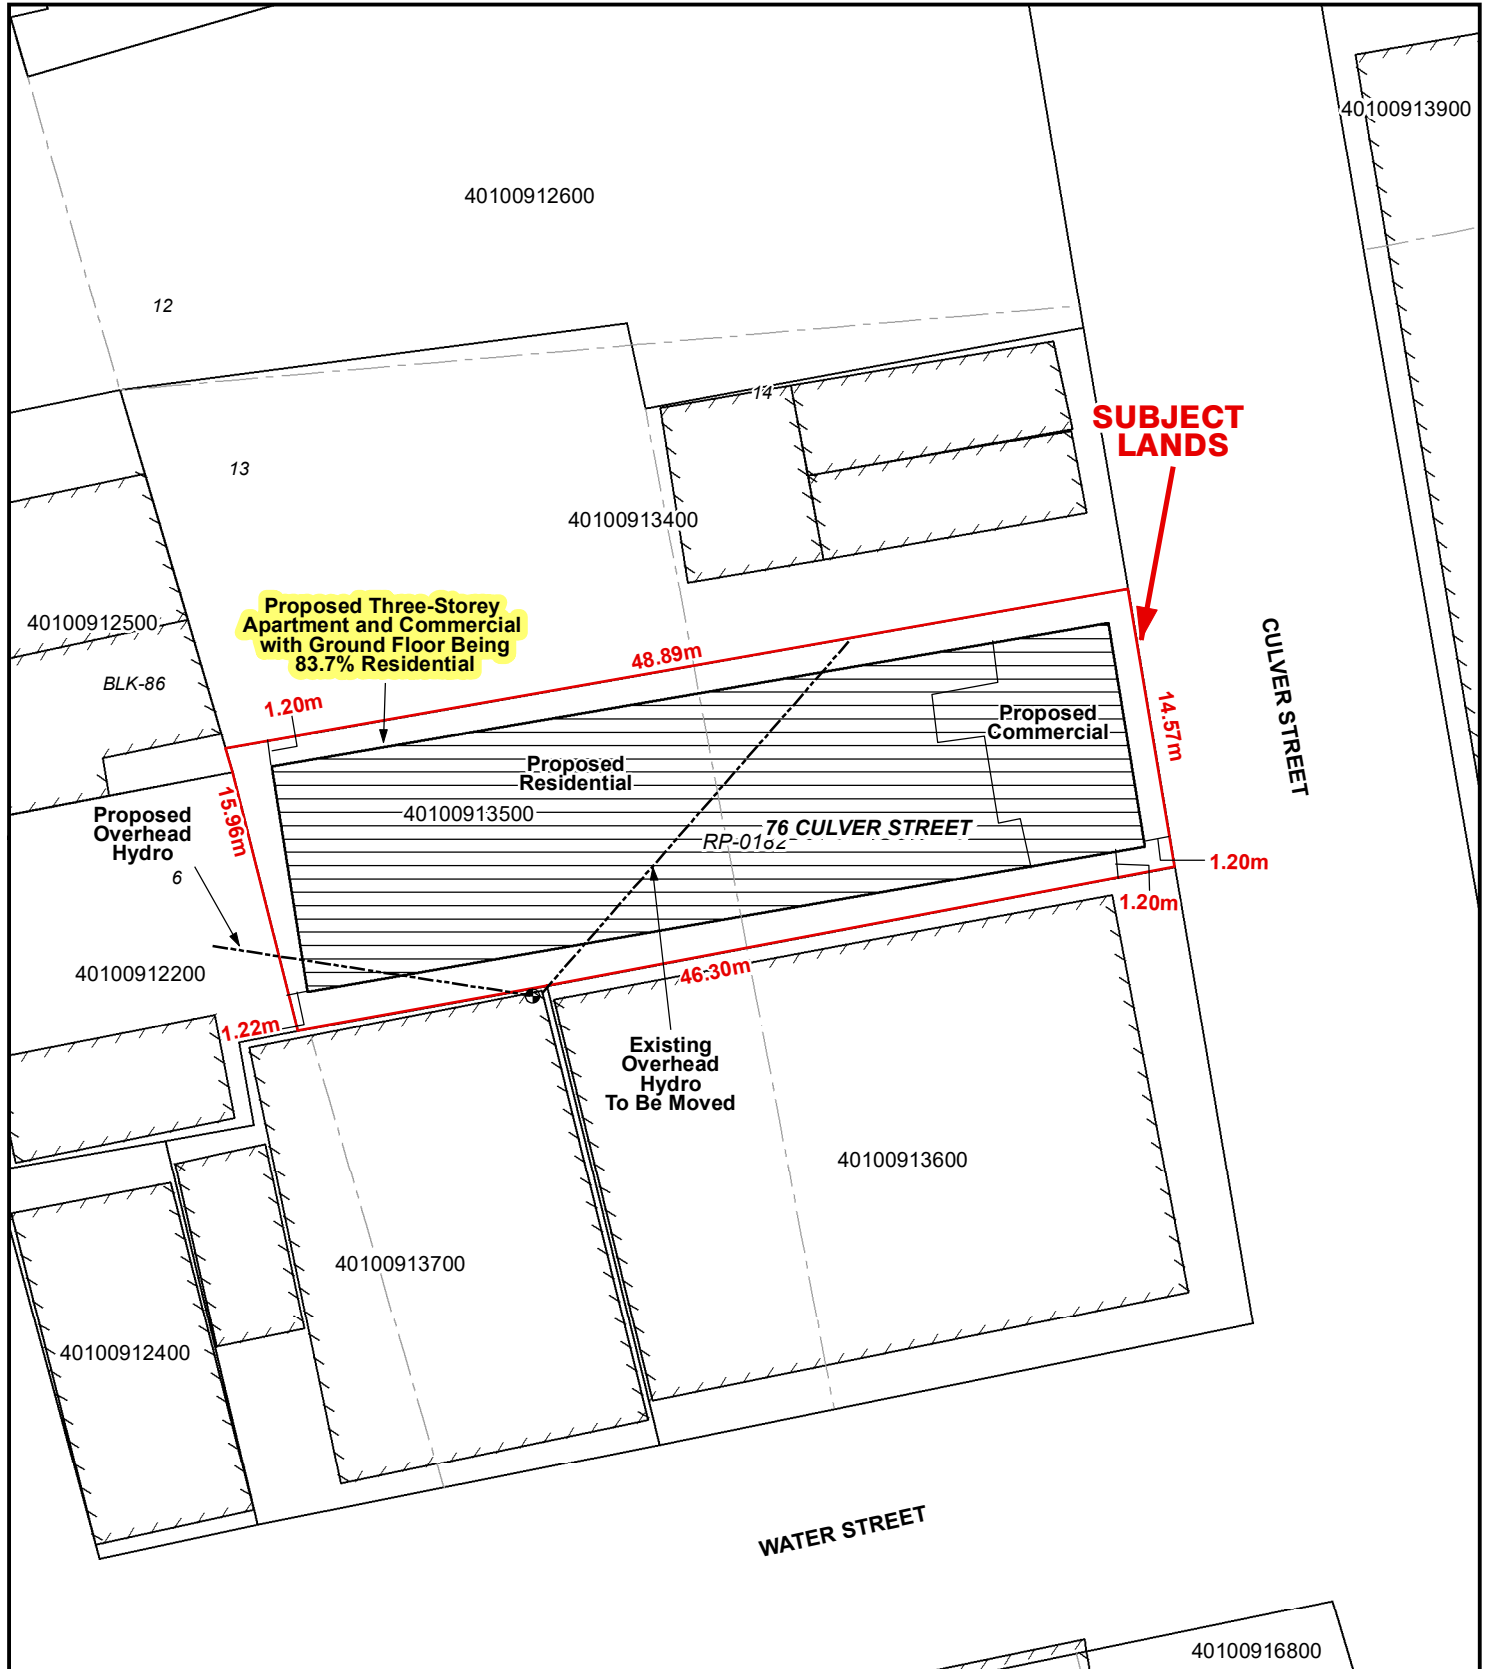 40100913900
40100912600
12
14
SUBJECT
LANDS
13
40100913400
Proposed Three-Storey
Apartment and Commercial
with Ground Floor Being
83.7% Residential
40100912500
48.89m
CULVER STREET
BLK-86
1.20m
14.57m
Proposed
Commercial
Proposed
Residential
15.96m
40100913500
Proposed
Overhead
Hydro
76 CULVER STREET
RP-0182
1.20m
6
1.20m
40100912200
46.30m
1.22m
Existing
Overhead
Hydro
To Be Moved
40100913600
40100913700
40100912400
WATER STREET
40100916800